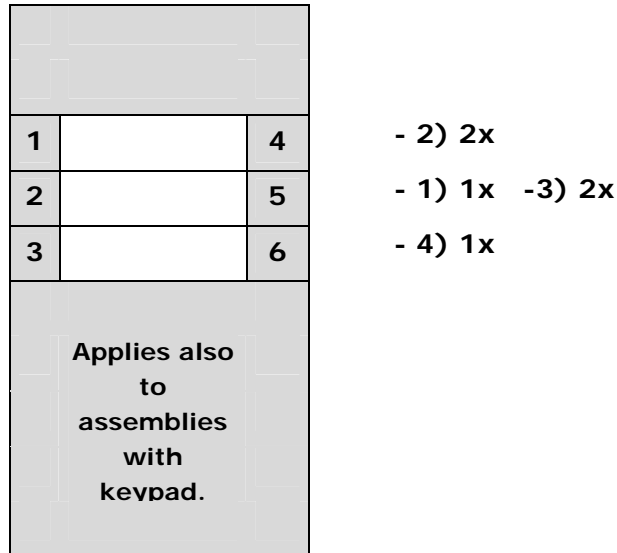 1 4 - 2) 2x
2 5 - 1) 1x -3) 2x
3 6 - 4) 1x
Applies also
to
assemblies
with
keypad.